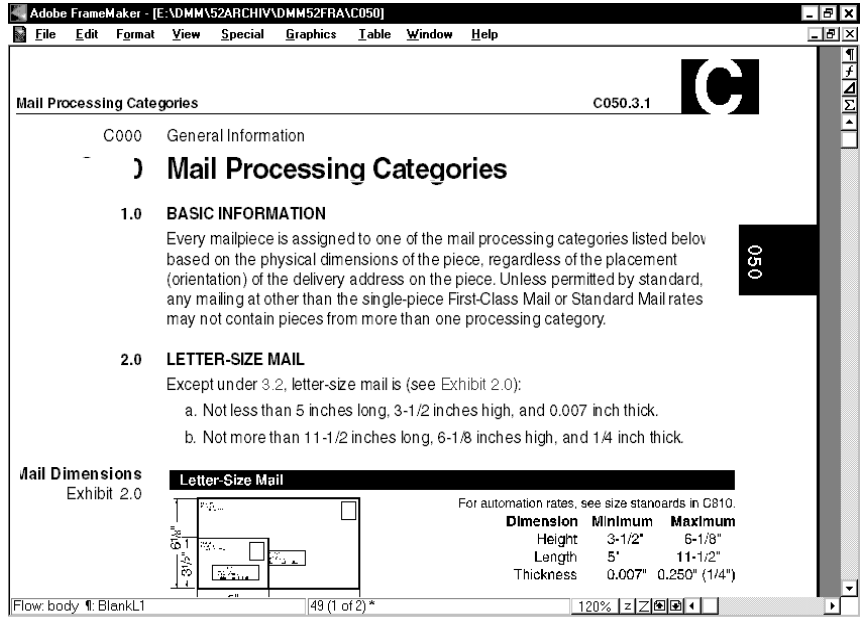 Adobe FrameMaker - [E:\DMM\52ARCHIV\DMM52FRA\C050]
File Edit Format View Special Graphics Table Window Help
Mail Processing Categories C050.3.1 C
C000 General Information
Mail Processing Categories
1.0 BASIC INFORMATION
Every mailpiece is assigned to one of the mail processing categories listed below
based on the physical dimensions of the piece, regardless of the placement
(orientation) of the delivery address on the piece. Unless permitted by standard,
any mailing at other than the single-piece First-Class Mail or Standard Mail rates
may not contain pieces from more than one processing category.
050
2.0 LETTER-SIZE MAIL
Except under 3.2, letter-size mail is (see Exhibit 2.0):
a. Not less than 5 inches long, 3-1/2 inches high, and 0.007 inch thick.
b. Not more than 11-1/2 inches long, 6-1/8 inches high, and 1/4 inch thick.
Mail Dimensions
Exhibit 2.0
Letter-Size Mail
For automation rates, see size standards in C810.
Dimension Minimum Maximum
Height 3-1/2" 6-1/8"
Length 5" 11-1/2"
Thickness 0.007" 0.250" (1/4")
6 1/8"
3 1/2"
Flow: body ¶: BlankL1 49 (1 of 2) * 120% z Z